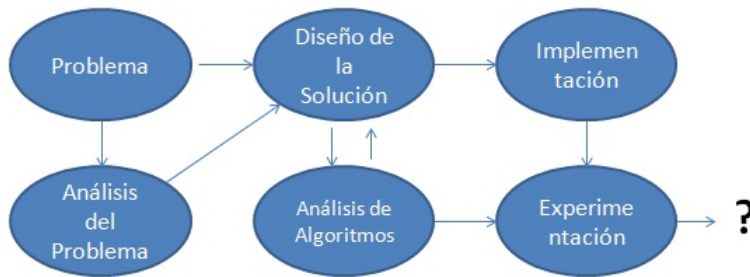 Problema
Diseño de
la
Solución
Implemen
tación
Análisis
del
Problema
Análisis de
Algoritmos
Experime
ntación
?